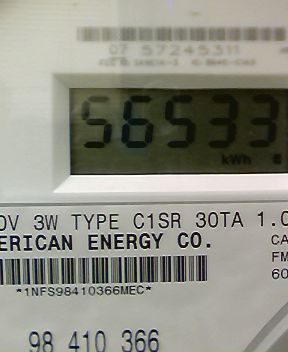 07 57245311
56533
kWh
0V 3W TYPE C1SR 30TA 1.0
ERICAN ENERGY CO. CA
FM
*1NFS98410366MEC* 60
98 410 366